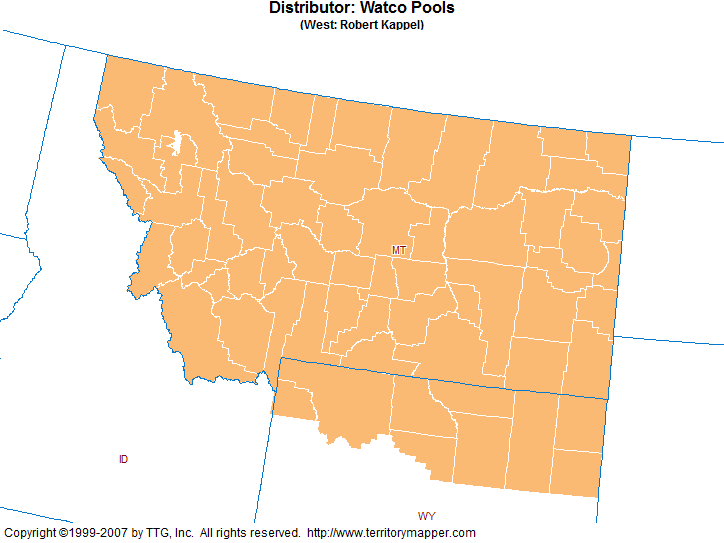 Distributor: Watco Pools
(West: Robert Kappel)
MT
ID
WY
Copyright ©1999-2007 by TTG, Inc. All rights reserved. http://www.territorymapper.com